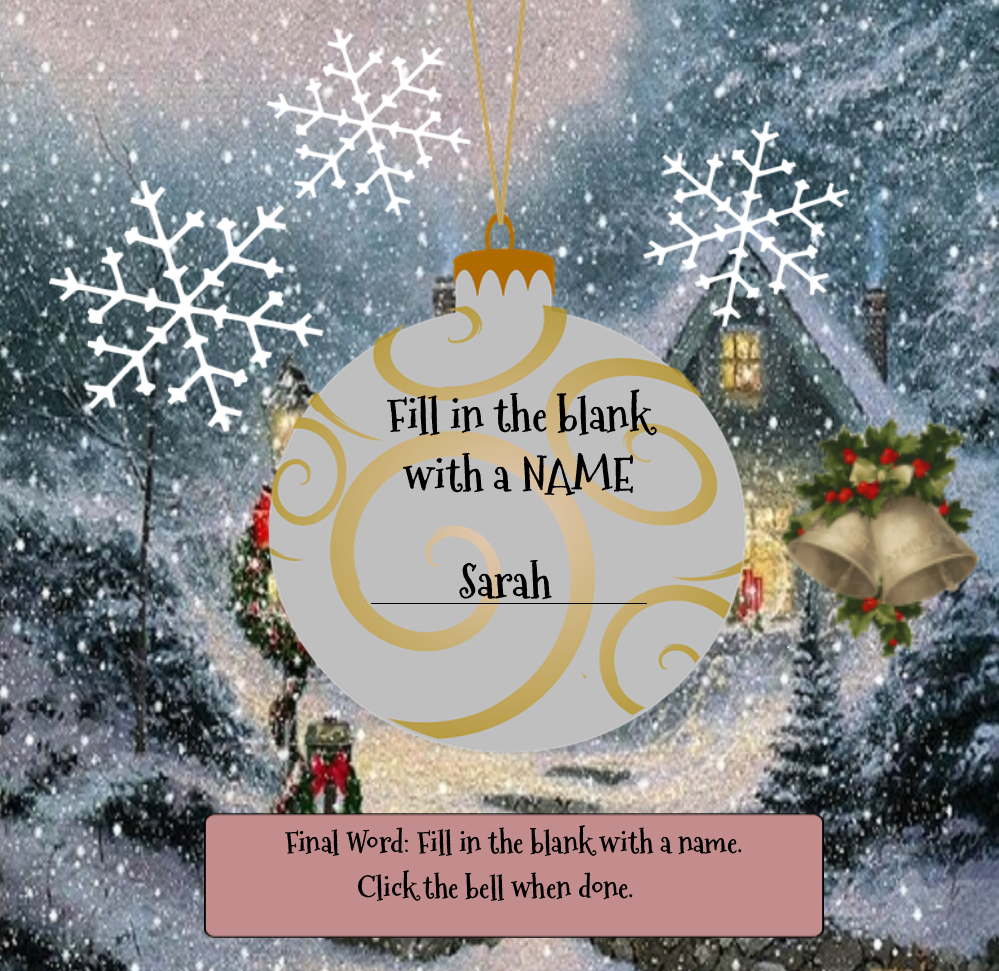 Fill in the blank
with a NAME
Sarah
Final Word: Fill in the blank with a name.
Click the bell when done.